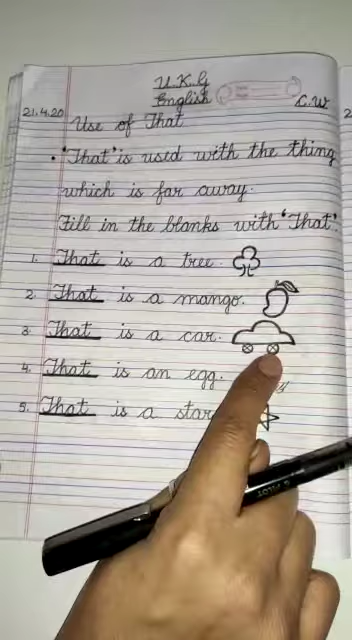 U.K.G
English
C.W
21.4.20
Use of That
• 'That' is used with the thing
which is far away.
Fill in the blanks with 'That'.
1. That is a tree.
2. That is a mango.
3. That is a car.
4. That is an egg.
5. That is a star
PILOT
2